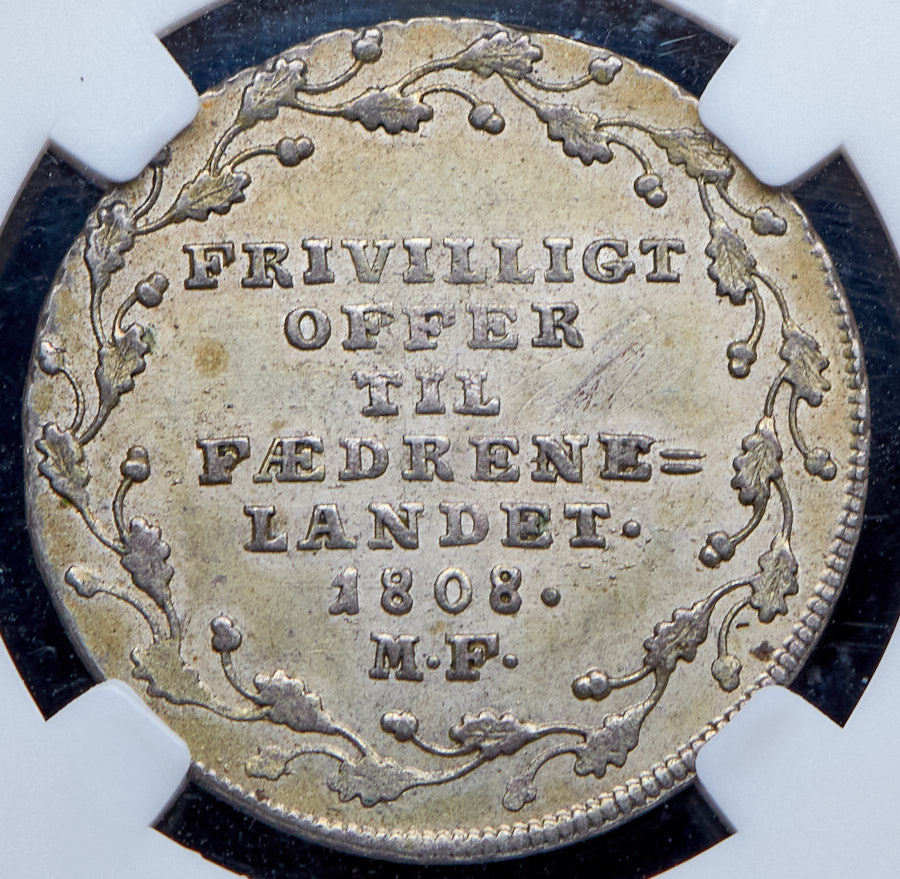 FRIVILLIGT
OFFER
TIL
FÆDRENE=
LANDET.
1808.
M.F.